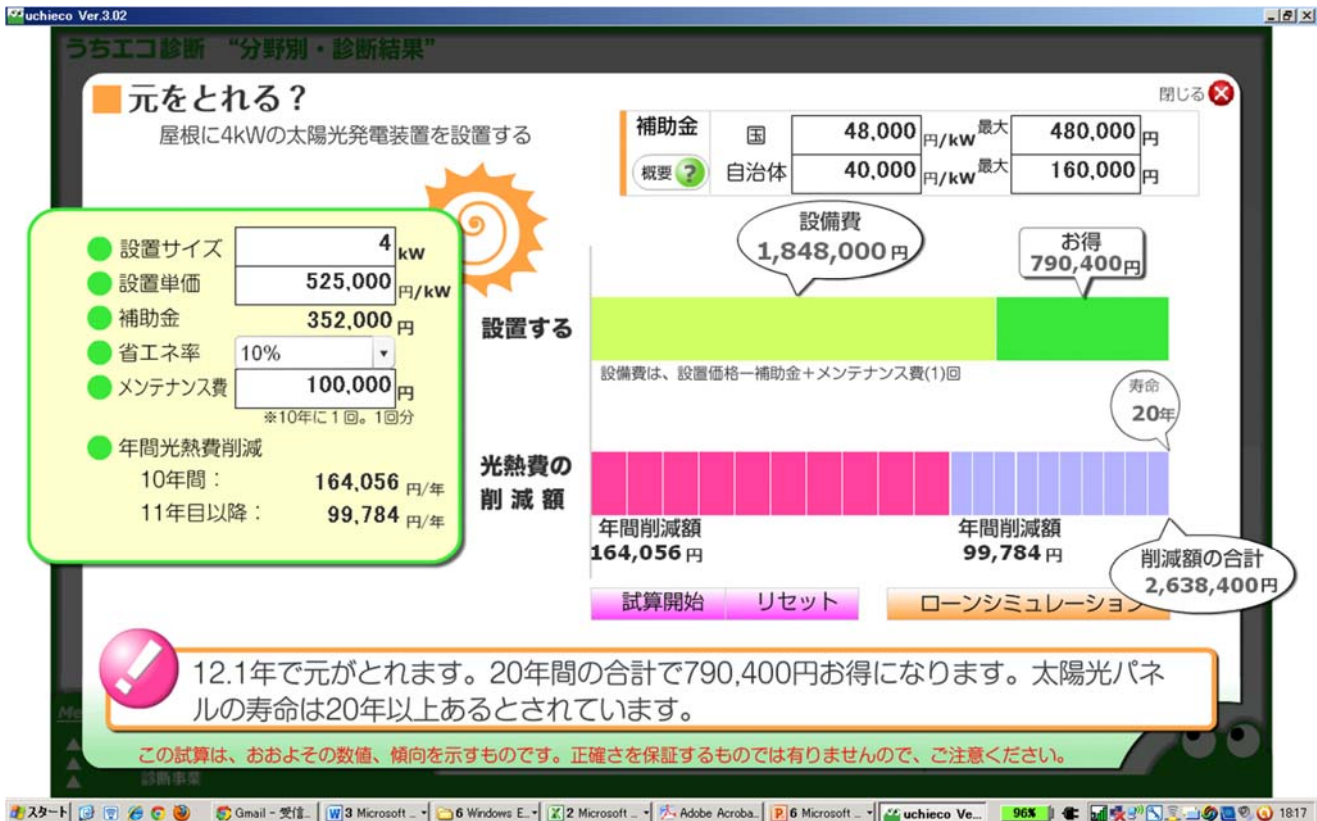 uchieco Ver.3.02
うちエコ診断 “分野別・診断結果”
元をとれる？
閉じる
屋根に4kWの太陽光発電装置を設置する
補助金 国 48,000 円/kW 最大 480,000 円
概要 ? 自治体 40,000 円/kW 最大 160,000 円
設置サイズ 4 kW
設置単価 525,000 円/kW
補助金 352,000 円
省エネ率 10%
メンテナンス費 100,000 円
※10年に1回。1回分
年間光熱費削減
10年間： 164,056 円/年
11年目以降： 99,784 円/年
設備費
1,848,000円
お得
790,400円
設置する
設備費は、設置価格ー補助金＋メンテナンス費(1)回
寿命
20年
光熱費の
削減額
年間削減額
164,056円
年間削減額
99,784円
削減額の合計
2,638,400円
試算開始 リセット ローンシミュレーション
12.1年で元がとれます。20年間の合計で790,400円お得になります。太陽光パネ
ルの寿命は20年以上あるとされています。
この試算は、おおよその数値、傾向を示すものです。正確さを保証するものでは有りませんので、ご注意ください。
Me
診断事業
スタート Gmail - 受信... 3 Microsoft ... 6 Windows E... 2 Microsoft ... Adobe Acroba... 6 Microsoft ... uchieco Ve... 96% 18:17